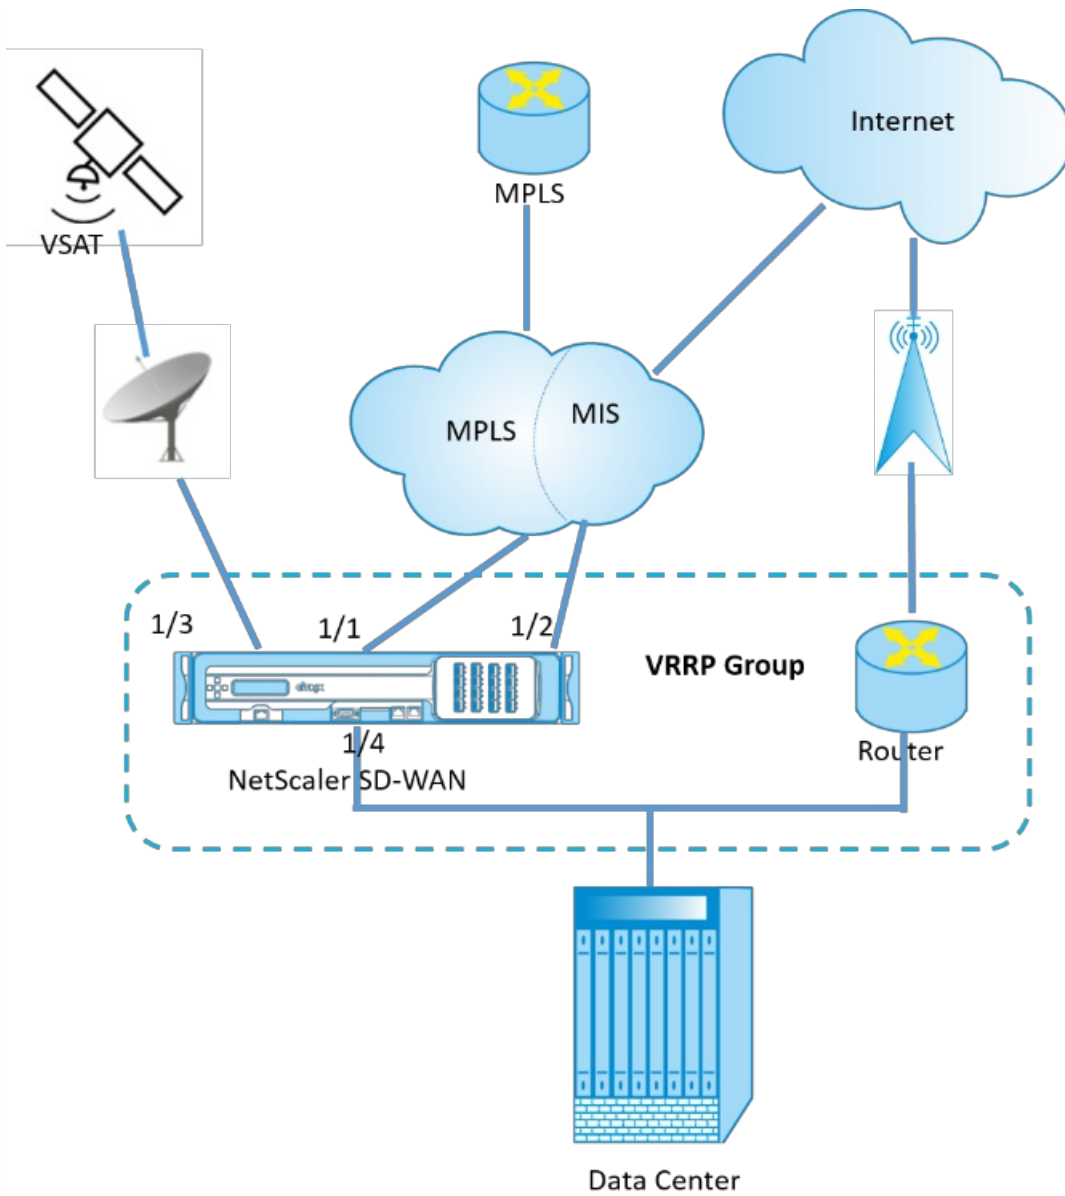 Internet
MPLS
VSAT
MPLS
MIS
1/3
1/1
1/2
VRRP Group
citrix
1/4
Router
NetScaler SD-WAN
Data Center